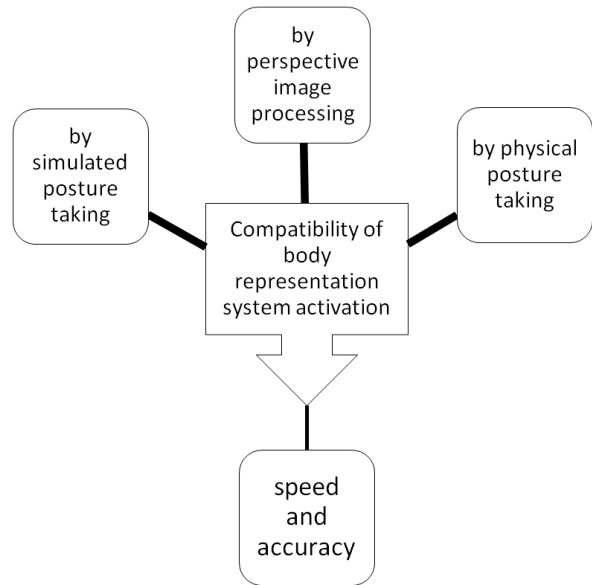 by
perspective
image
processing
by
simulated
posture
taking
by physical
posture
taking
Compatibility of
body
representation
system activation
speed
and
accuracy